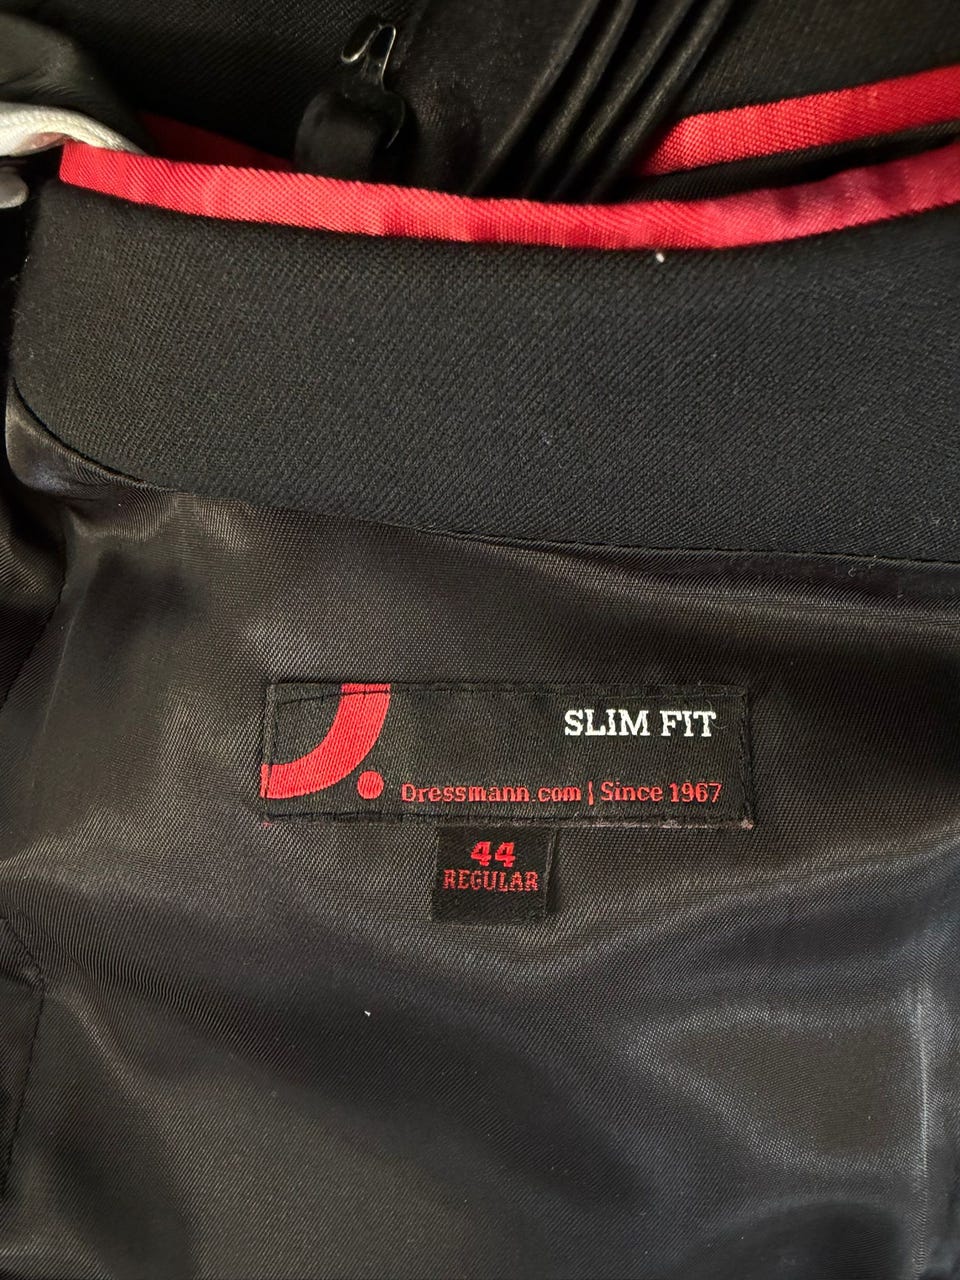 SLIM FIT
Dressmann.com | Since 1967
44
REGULAR